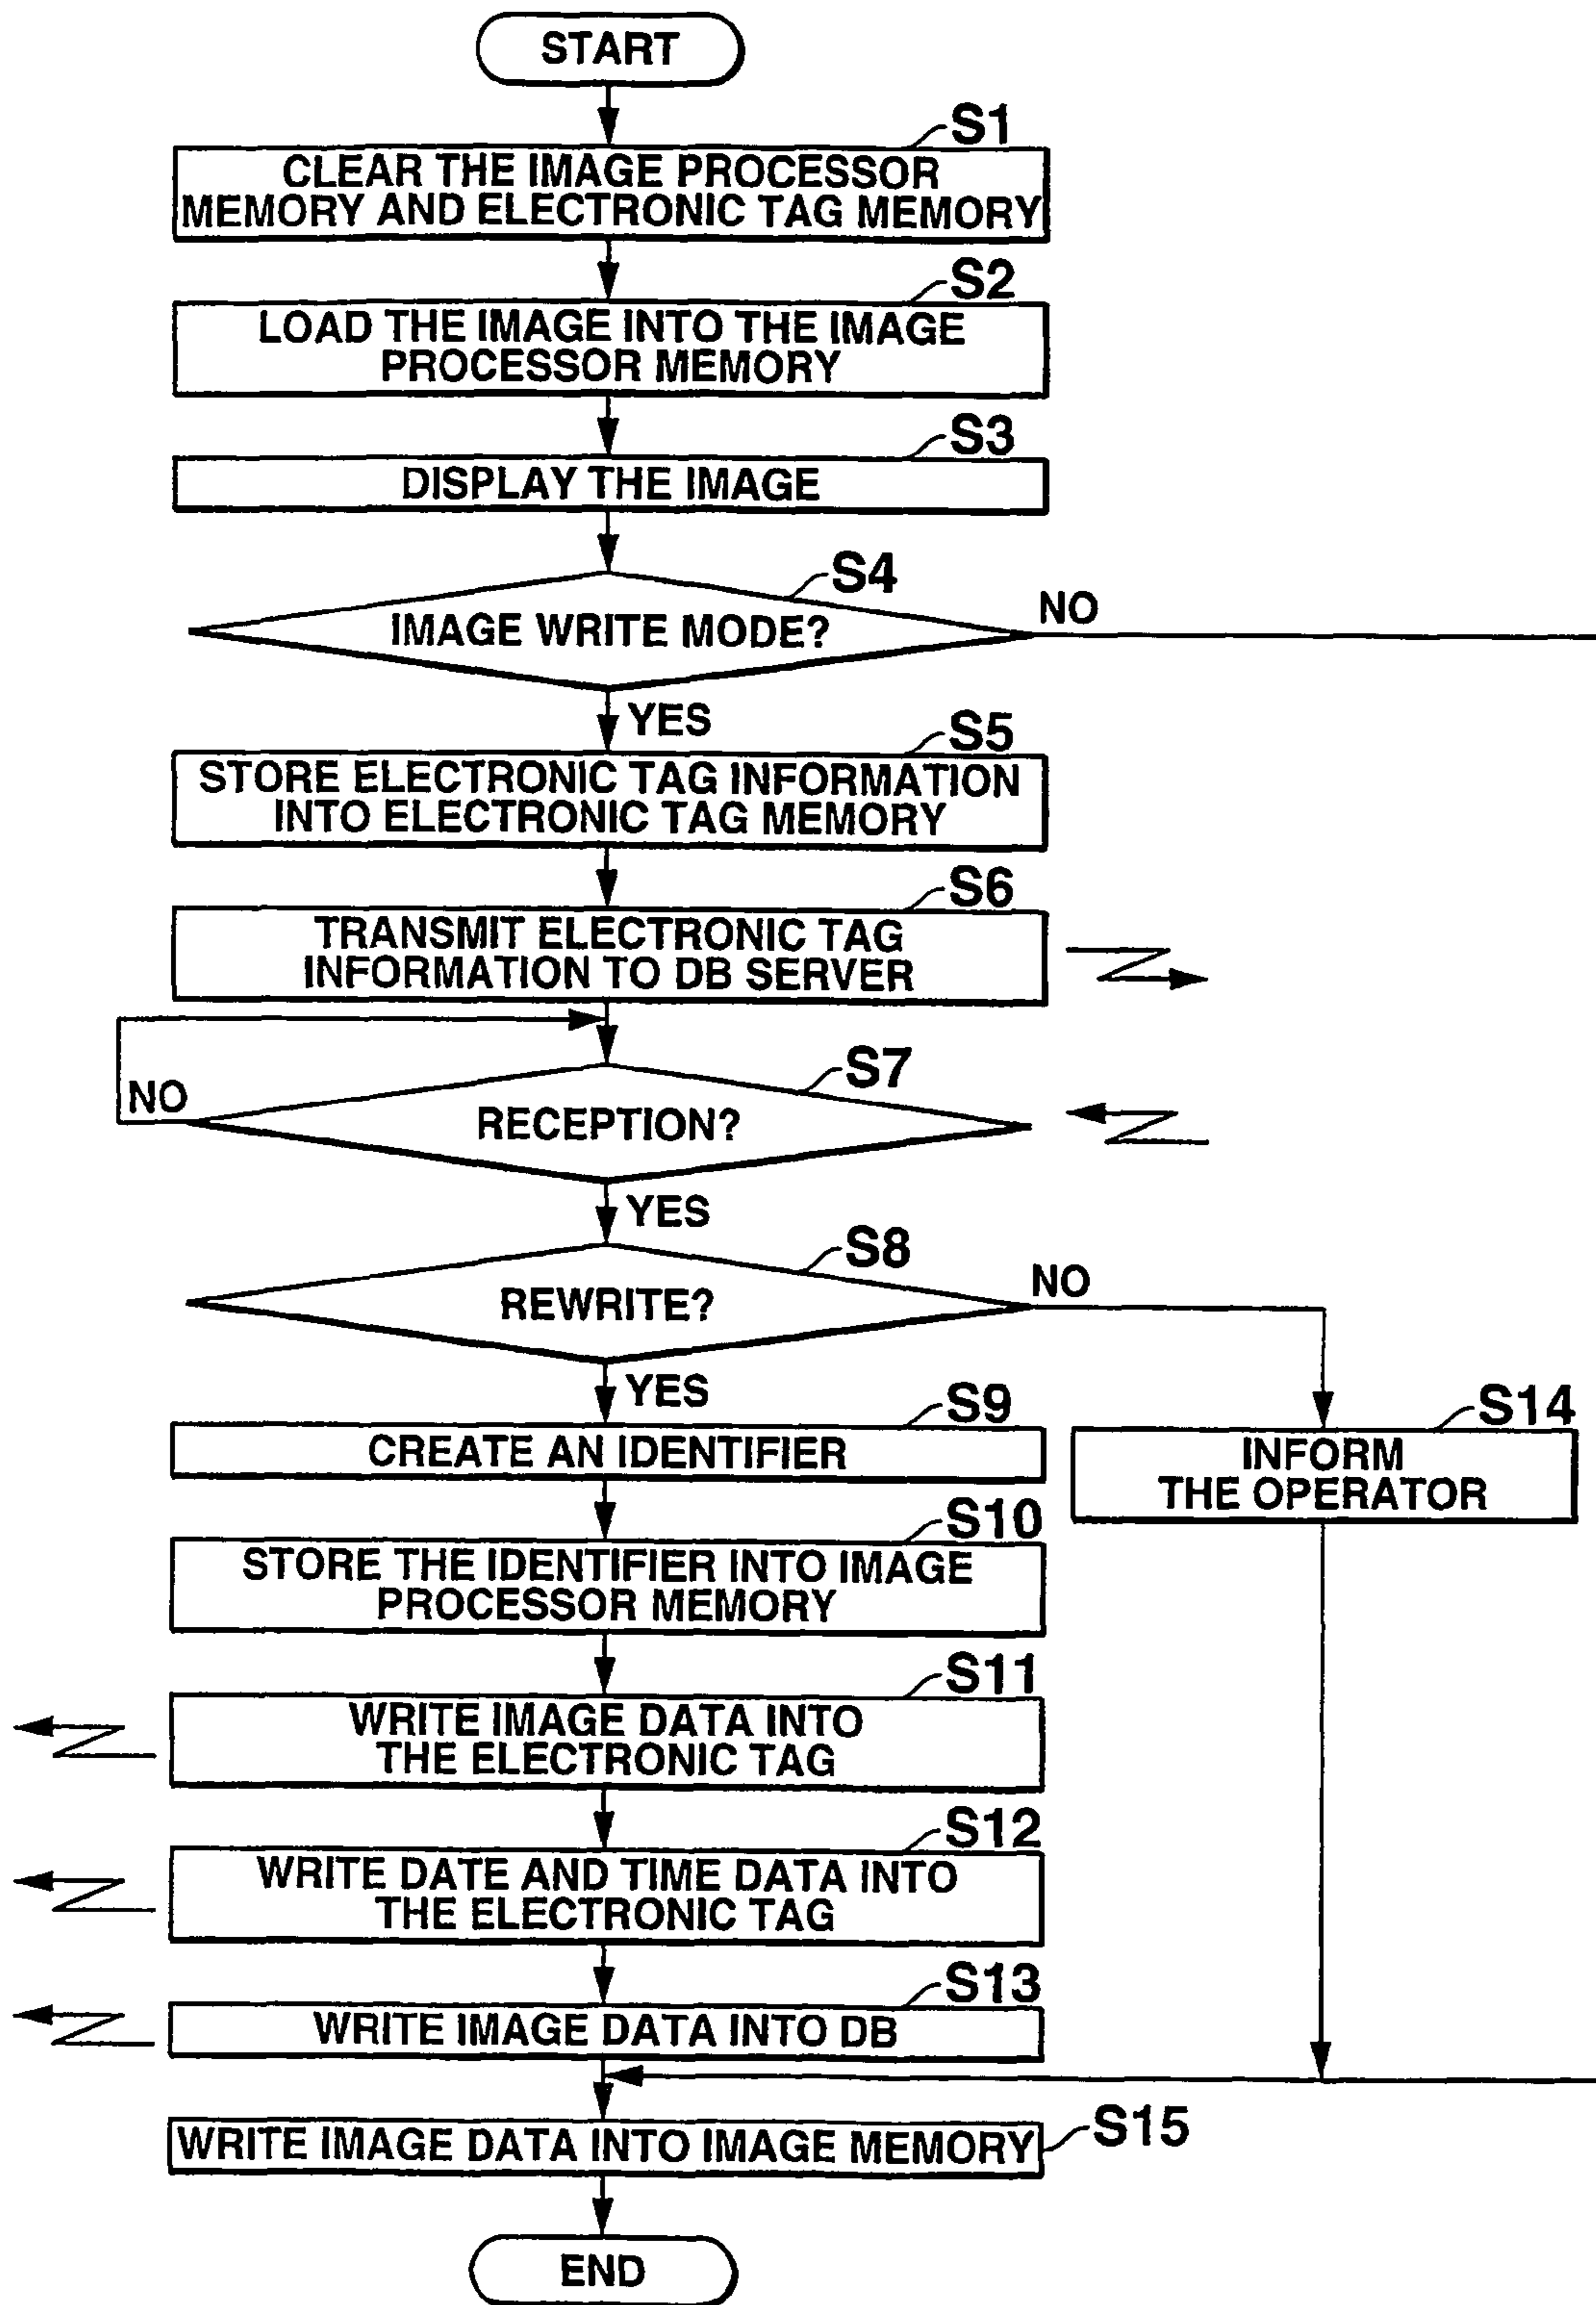 START
S1
CLEAR THE IMAGE PROCESSOR
MEMORY AND ELECTRONIC TAG MEMORY
S2
LOAD THE IMAGE INTO THE IMAGE
PROCESSOR MEMORY
S3
DISPLAY THE IMAGE
S4
IMAGE WRITE MODE?
NO
YES
S5
STORE ELECTRONIC TAG INFORMATION
INTO ELECTRONIC TAG MEMORY
S6
TRANSMIT ELECTRONIC TAG
INFORMATION TO DB SERVER
S7
NO
RECEPTION?
YES
S8
REWRITE?
NO
YES
S9
CREATE AN IDENTIFIER
S14
INFORM
THE OPERATOR
S10
STORE THE IDENTIFIER INTO IMAGE
PROCESSOR MEMORY
S11
WRITE IMAGE DATA INTO
THE ELECTRONIC TAG
S12
WRITE DATE AND TIME DATA INTO
THE ELECTRONIC TAG
S13
WRITE IMAGE DATA INTO DB
WRITE IMAGE DATA INTO IMAGE MEMORY
S15
END